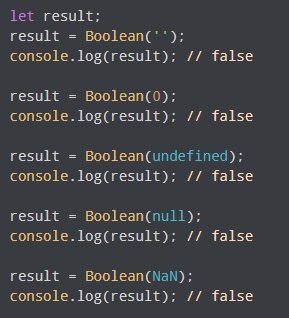 let result;
result = Boolean('');
console.log(result); // false
result = Boolean(0);
console.log(result); // false
result = Boolean(undefined);
console.log(result); // false
result = Boolean(null);
console.log(result); // false
result = Boolean(NaN);
console.log(result); // false